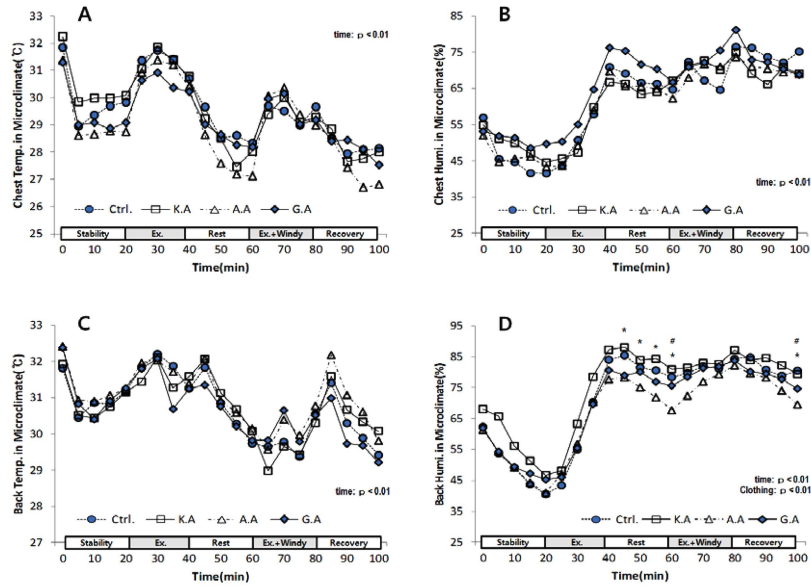 A
time: p <0.01
Chest Temp. in Microclimate(℃)
33
32
31
30
29
28
27
26
25
Ctrl. K.A A.A G.A
Stability Ex. Rest Ex.+Windy Recovery
0 10 20 30 40 50 60 70 80 90 100
Time(min)
B
Chest Humi. in Microclimate(%)
85
75
65
55
45
35
25
time: p <0.01
Ctrl. K.A A.A G.A
Stability Ex. Rest Ex.+Windy Recovery
0 10 20 30 40 50 60 70 80 90 100
Time(min)
C
Back Temp. in Microclimate(℃)
33
32
31
30
29
28
27
time: p <0.01
Ctrl. K.A A.A G.A
Stability Ex. Rest Ex.+Windy Recovery
0 10 20 30 40 50 60 70 80 90 100
Time(min)
D
Back Humi. in Microclimate(%)
95
85
75
65
55
45
35
25
* * * # * # *
time: p <0.01
Clothing: p <0.01
Ctrl. K.A A.A G.A
Stability Ex. Rest Ex.+Windy Recovery
0 10 20 30 40 50 60 70 80 90 100
Time(min)